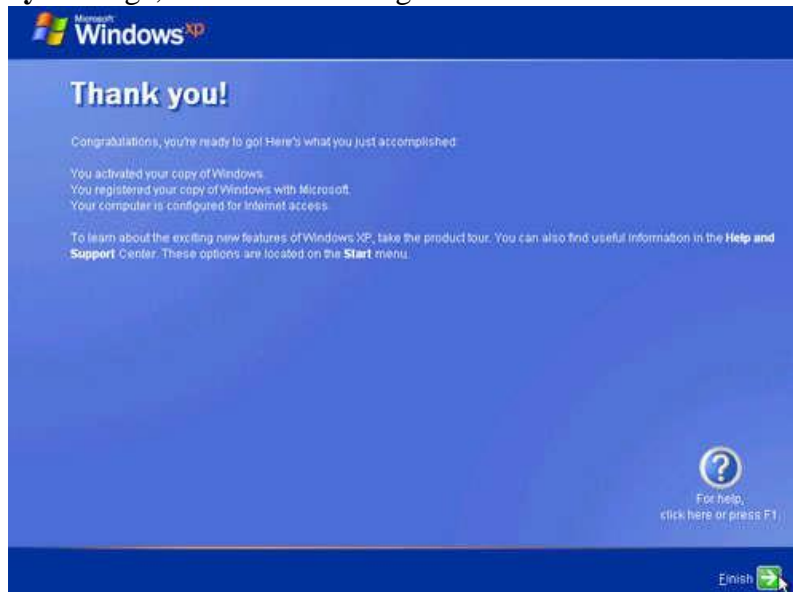 Microsoft
Windows xp
Thank you!
Congratulations, you're ready to go! Here's what you just accomplished:
You activated your copy of Windows.
You registered your copy of Windows with Microsoft.
Your computer is configured for Internet access.
To learn about the exciting new features of Windows XP, take the product tour. You can also find useful information in the Help and
Support Center. These options are located on the Start menu.
For help,
click here or press F1.
Finish